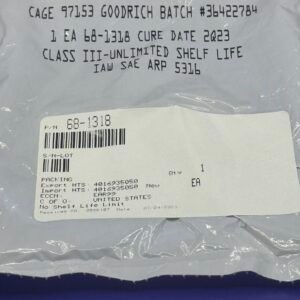 CAGE 97153 GOODRICH BATCH #36422784
1 EA 68-1318 CURE DATE 2023
CLASS III-UNLIMITED SHELF LIFE
IAW SAE ARP 5316
P/N 68-1318
S/N-LOT
PACKING Qty 1
Export HTS: 4016935050 EA
Import HTS: 4016935050 New
ECCN: EAR99
C OF O UNITED STATES
No Shelf Life Limit